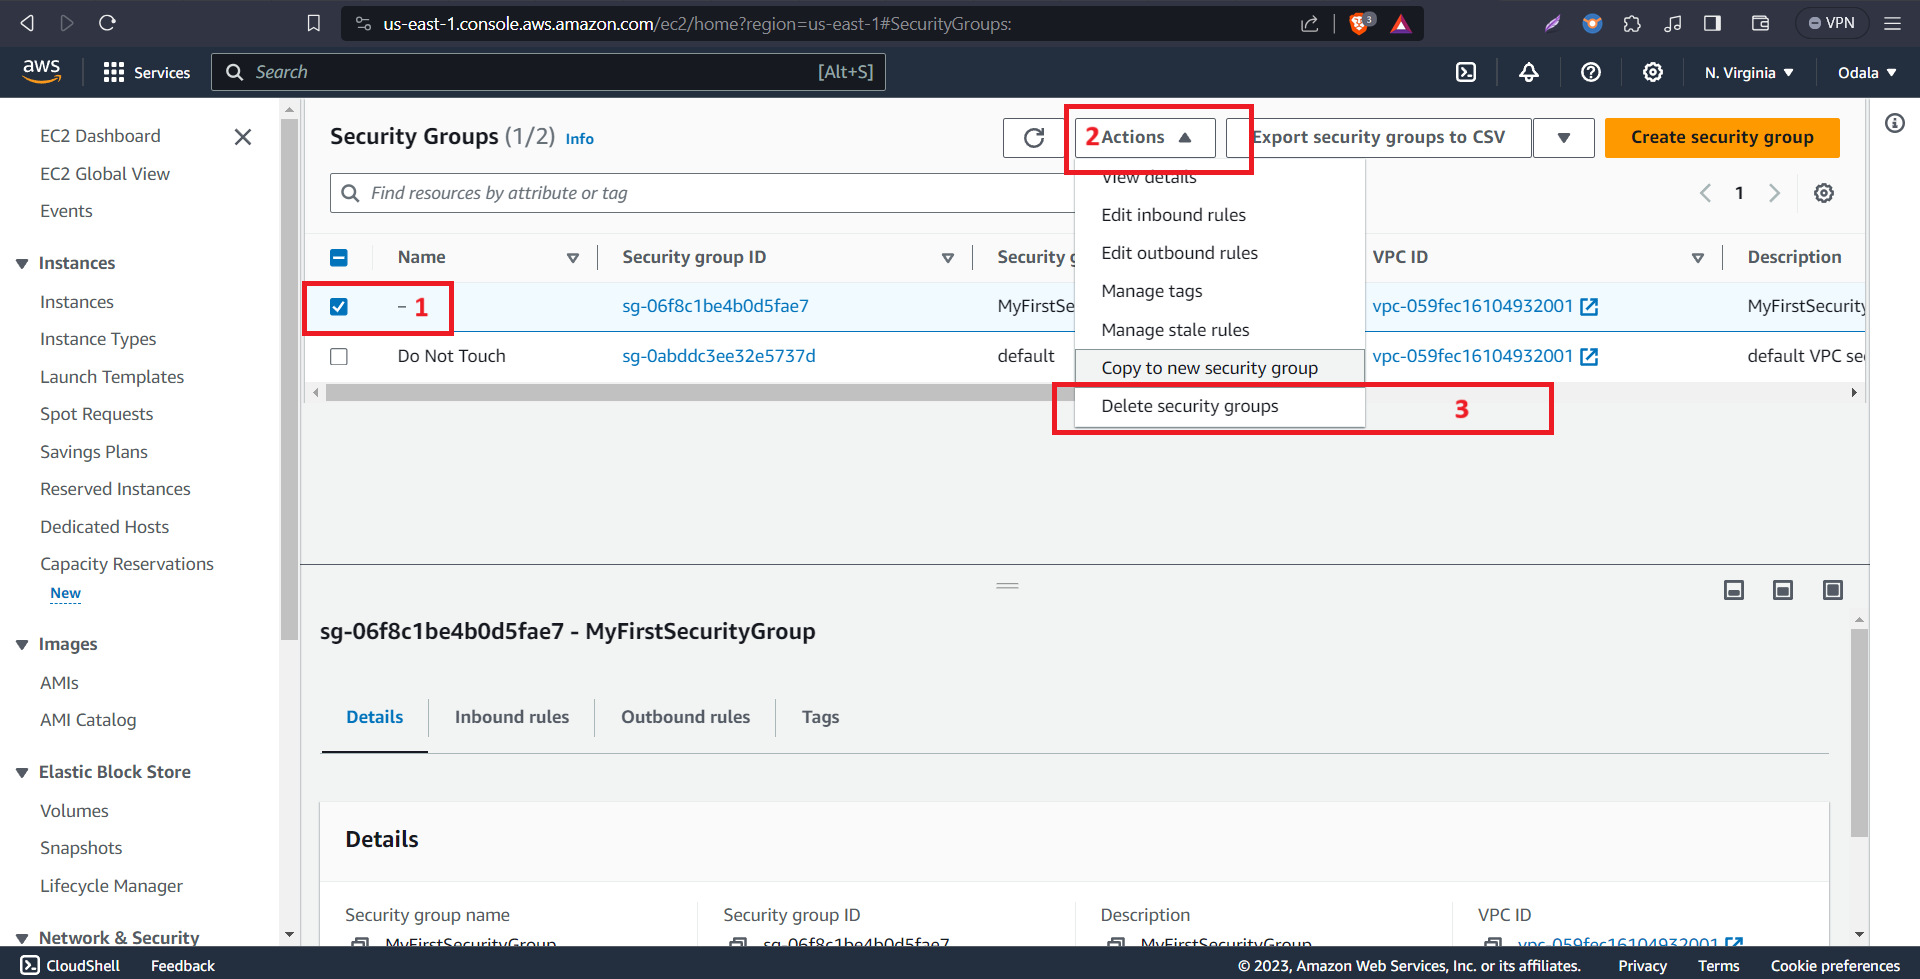 us-east-1.console.aws.amazon.com/ec2/home?region=us-east-1#SecurityGroups:
3
VPN
aws
Services
Search
[Alt+S]
N. Virginia
Odala
EC2 Dashboard
EC2 Global View
Events
Instances
Instances
Instance Types
Launch Templates
Spot Requests
Savings Plans
Reserved Instances
Dedicated Hosts
Capacity Reservations
New
Images
AMIs
AMI Catalog
Elastic Block Store
Volumes
Snapshots
Lifecycle Manager
Network & Security
Security Groups (1/2) Info
2 Actions
Export security groups to CSV
Create security group
Find resources by attribute or tag
1
View details
Edit inbound rules
Edit outbound rules
Manage tags
Manage stale rules
Copy to new security group
Delete security groups
3
Name
Security group ID
Security g
VPC ID
Description
– 1
sg-06f8c1be4b0d5fae7
MyFirstSe
vpc-059fec16104932001
MyFirstSecurity
Do Not Touch
sg-0abddc3ee32e5737d
default
vpc-059fec16104932001
default VPC sec
sg-06f8c1be4b0d5fae7 - MyFirstSecurityGroup
Details
Inbound rules
Outbound rules
Tags
Details
Security group name
MyFirstSecurityGroup
Security group ID
sg-06f8c1be4b0d5fae7
Description
MyFirstSecurityGroup
VPC ID
vpc-059fec16104932001
CloudShell
Feedback
© 2023, Amazon Web Services, Inc. or its affiliates.
Privacy
Terms
Cookie preferences